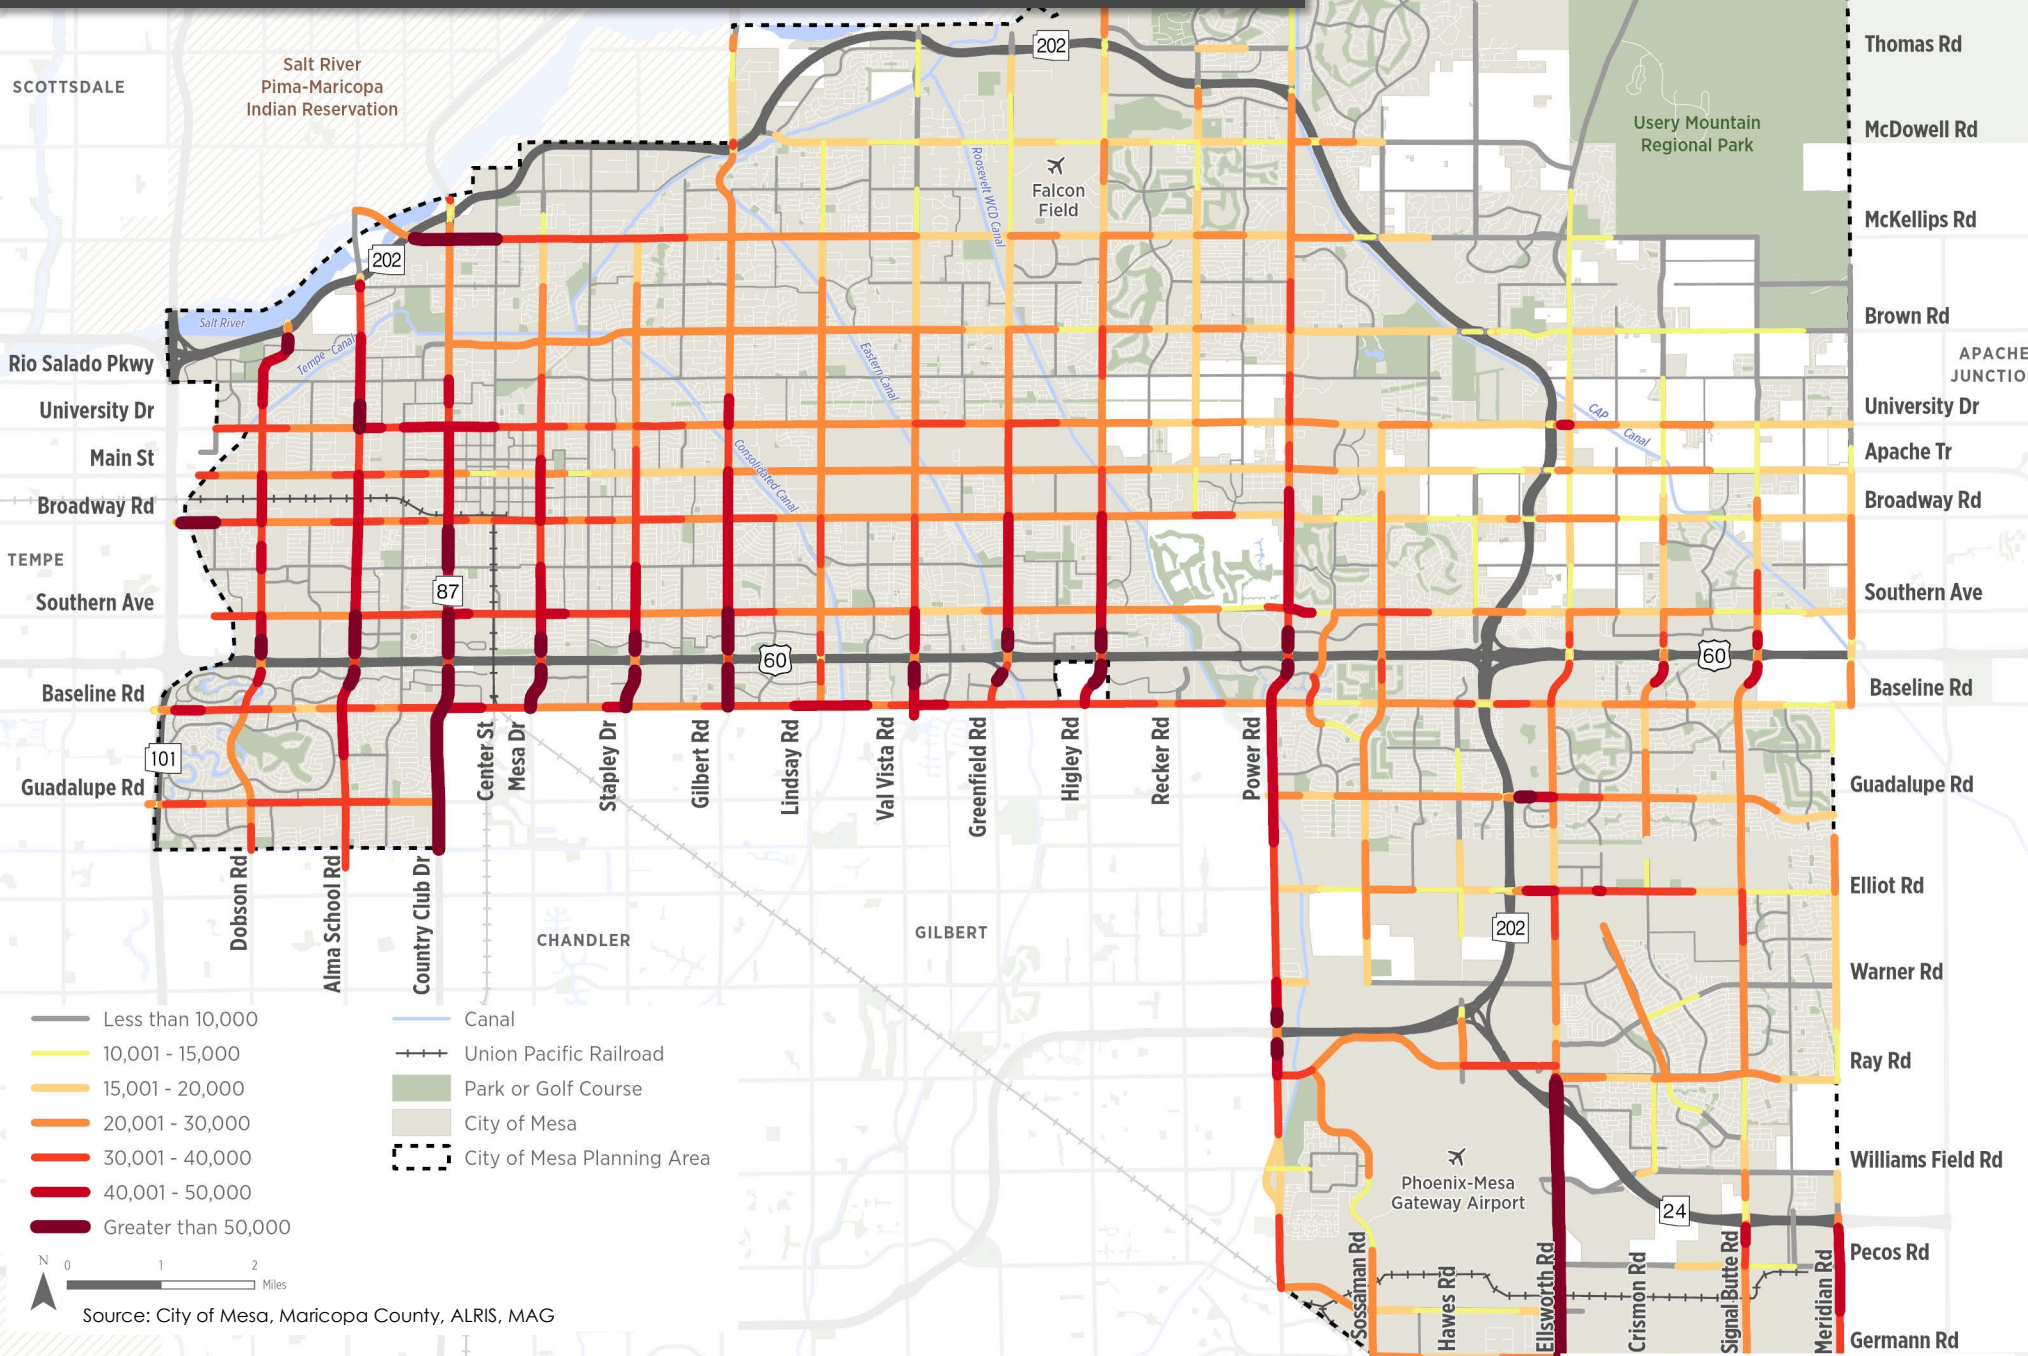 SCOTTSDALE
Salt River
Pima-Maricopa
Indian Reservation
202
Thomas Rd
Usery Mountain
Regional Park
McDowell Rd
Roosevelt WCD Canal
Falcon
Field
McKellips Rd
202
Salt River
Tempe Canal
Eastern Canal
Brown Rd
Rio Salado Pkwy
APACHE
JUNCTIO
University Dr
University Dr
CAP
Canal
Main St
Consolidated Canal
Apache Tr
Broadway Rd
Broadway Rd
TEMPE
87
Southern Ave
Southern Ave
60
60
Baseline Rd
Baseline Rd
101
Guadalupe Rd
Guadalupe Rd
Center St
Mesa Dr
Stapley Dr
Gilbert Rd
Lindsay Rd
Val Vista Rd
Greenfield Rd
Higley Rd
Recker Rd
Power Rd
Dobson Rd
Alma School Rd
Country Club Dr
Elliot Rd
CHANDLER
GILBERT
202
Warner Rd
Ray Rd
Williams Field Rd
Phoenix-Mesa
Gateway Airport
24
Pecos Rd
Sossaman Rd
Hawes Rd
Ellsworth Rd
Crismon Rd
Signal Butte Rd
Meridian Rd
Germann Rd
Less than 10,000
10,001 - 15,000
15,001 - 20,000
20,001 - 30,000
30,001 - 40,000
40,001 - 50,000
Greater than 50,000
Canal
Union Pacific Railroad
Park or Golf Course
City of Mesa
City of Mesa Planning Area
N
0 1 2
Miles
Source: City of Mesa, Maricopa County, ALRIS, MAG